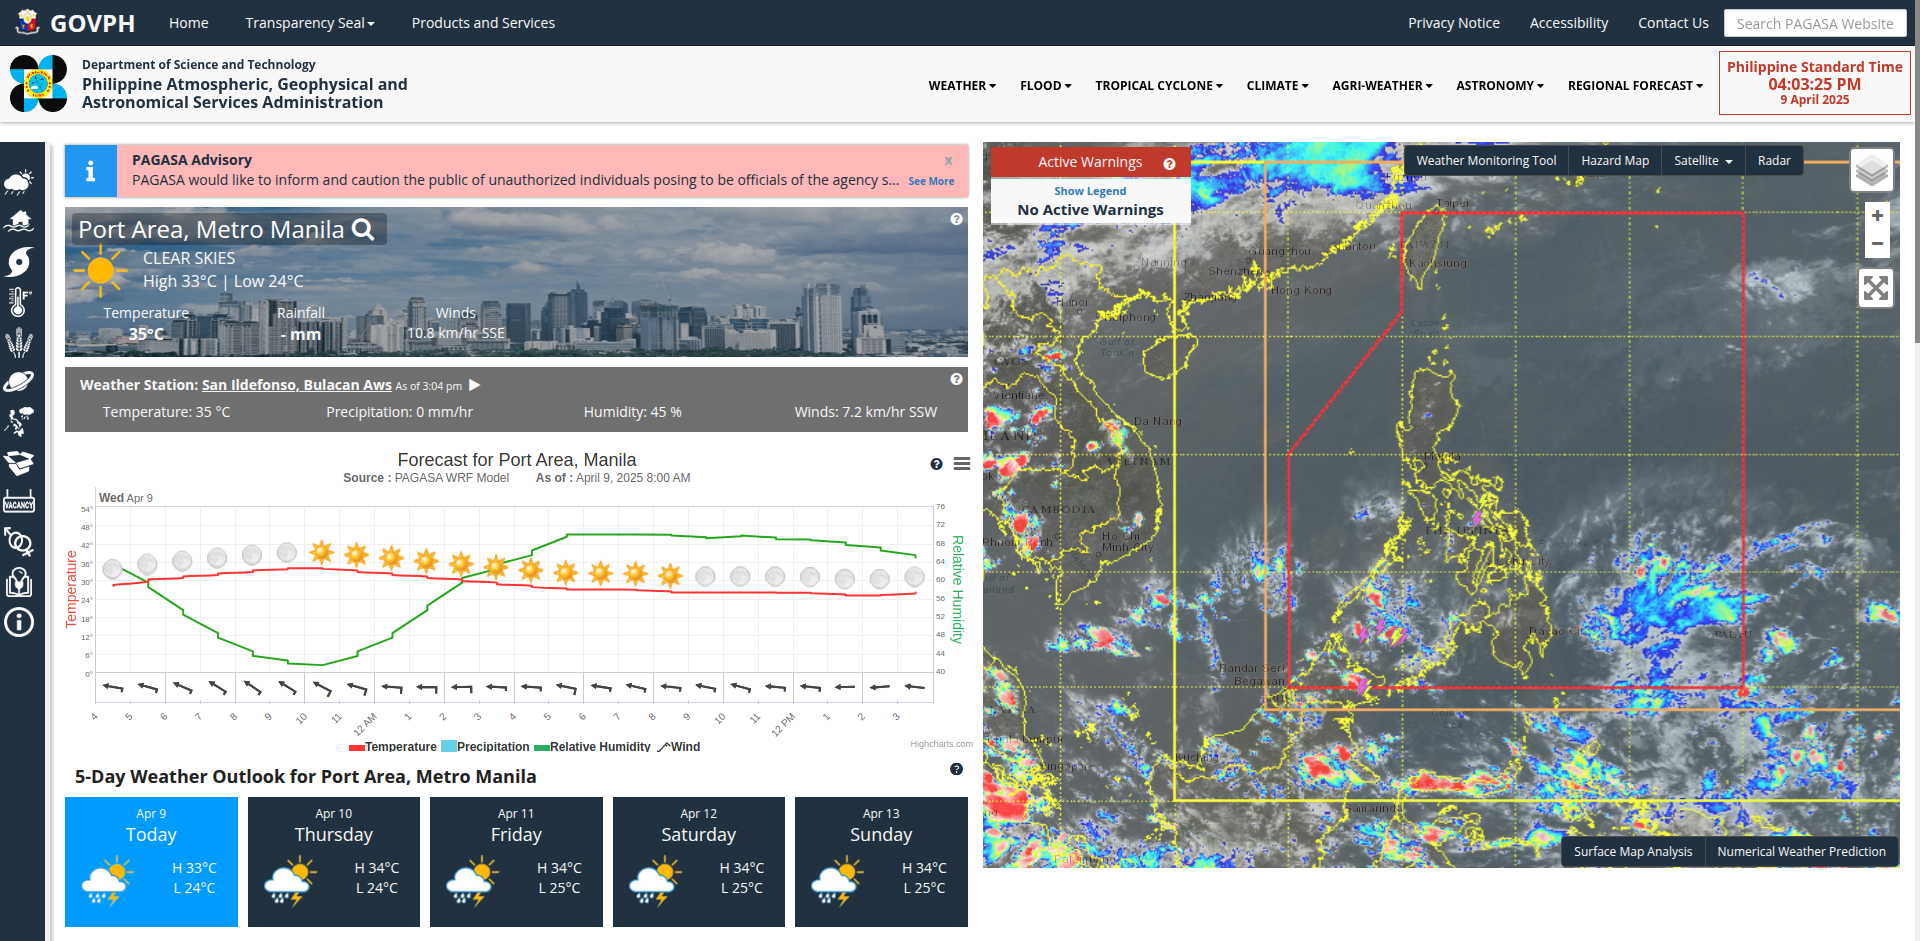 GOVPH
Home
Transparency Seal
Products and Services
Privacy Notice
Accessibility
Contact Us
Search PAGASA Website
Department of Science and Technology
Philippine Atmospheric, Geophysical and
Astronomical Services Administration
WEATHER
FLOOD
TROPICAL CYCLONE
CLIMATE
AGRI-WEATHER
ASTRONOMY
REGIONAL FORECAST
Philippine Standard Time
04:03:25 PM
9 April 2025
PAGASA Advisory
x
PAGASA would like to inform and caution the public of unauthorized individuals posing to be officials of the agency s... See More
Port Area, Metro Manila
CLEAR SKIES
High 33°C | Low 24°C
Temperature Rainfall Winds
35°C - mm 10.8 km/hr SSE
Weather Station: San Ildefonso, Bulacan Aws As of 3:04 pm
Temperature: 35 °C Precipitation: 0 mm/hr Humidity: 45 % Winds: 7.2 km/hr SSW
Forecast for Port Area, Manila
Source : PAGASA WRF Model As of : April 9, 2025 8:00 AM
Wed Apr 9
Temperature
54°
48°
42°
36°
30°
24°
18°
12°
6°
0°
76
72
68
64
60
56
52
48
44
40
Relative Humidity
4 5 6 7 8 9 10 11 12 AM 1 2 3 4 5 6 7 8 9 10 11 12 PM 1 2 3
Temperature Precipitation Relative Humidity Wind
Highcharts.com
5-Day Weather Outlook for Port Area, Metro Manila
Apr 9
Today
H 33°C
L 24°C
Apr 10
Thursday
H 34°C
L 24°C
Apr 11
Friday
H 34°C
L 25°C
Apr 12
Saturday
H 34°C
L 25°C
Apr 13
Sunday
H 34°C
L 25°C
VACANCY
Active Warnings
Show Legend
No Active Warnings
Weather Monitoring Tool
Hazard Map
Satellite
Radar
+
−
Taipei
Guangzhou
Shantou
Nanning
Shenzhen
Kaohsiung
Hong Kong
Hanoi
Zhanjiang
Haiphong
Gulf of
Tonkin
Vientiane
Da Nang
VIETNAM
Manila
CAMBODIA
Ho Chi
Minh City
Davao City
PALAU
Bandar Seri
Begawan
Kuching
Samarinda
Surface Map Analysis
Numerical Weather Prediction